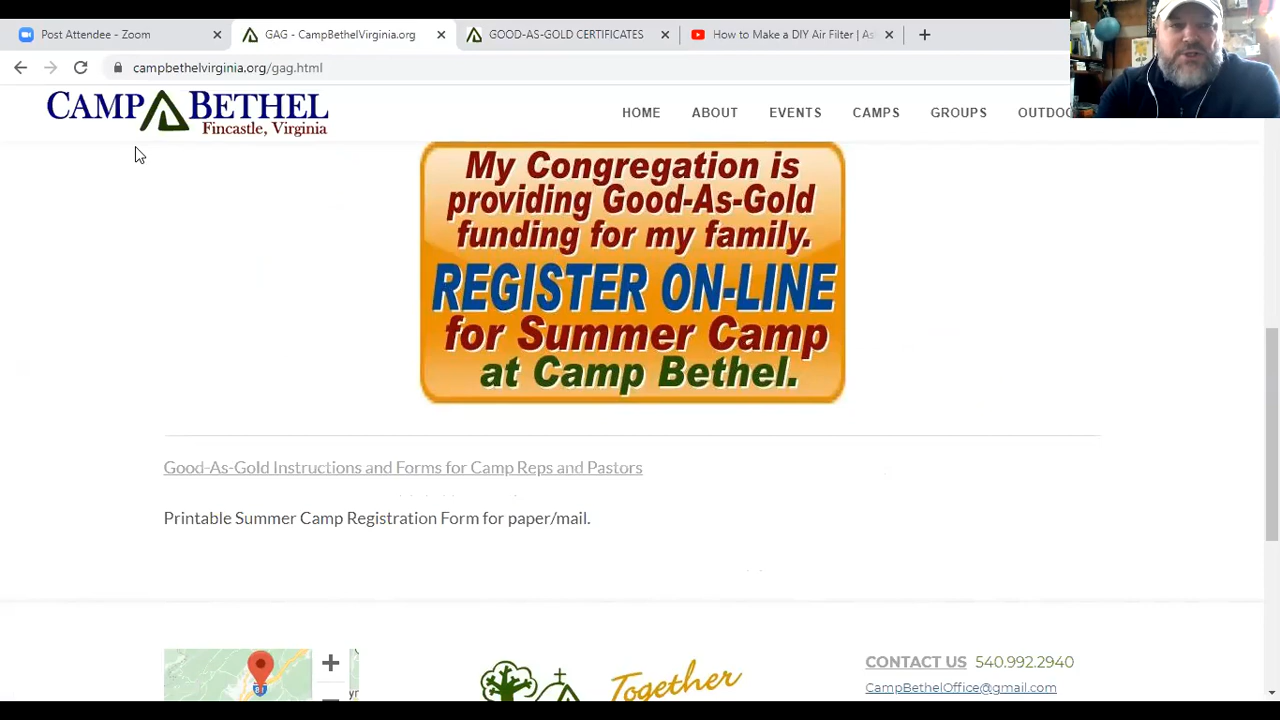 Post Attendee - Zoom
GAG - CampBethelVirginia.org
GOOD-AS-GOLD CERTIFICATES
How to Make a DIY Air Filter | As
campbethelvirginia.org/gag.html
CAMP BETHEL
Fincastle, Virginia
HOME
ABOUT
EVENTS
CAMPS
GROUPS
My Congregation is
providing Good-As-Gold
funding for my family.
REGISTER ON-LINE
for Summer Camp
at Camp Bethel.
Good-As-Gold Instructions and Forms for Camp Reps and Pastors
Printable Summer Camp Registration Form for paper/mail.
81
Together
CONTACT US 540.992.2940
CampBethelOffice@gmail.com